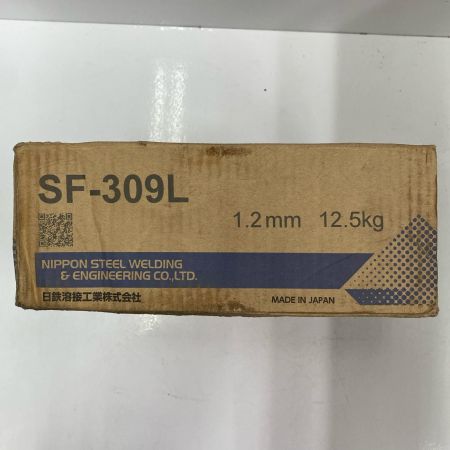 SF-309L
1.2mm 12.5kg
NIPPON STEEL WELDING
& ENGINEERING CO.,LTD.
日鉄溶接工業株式会社
MADE IN JAPAN